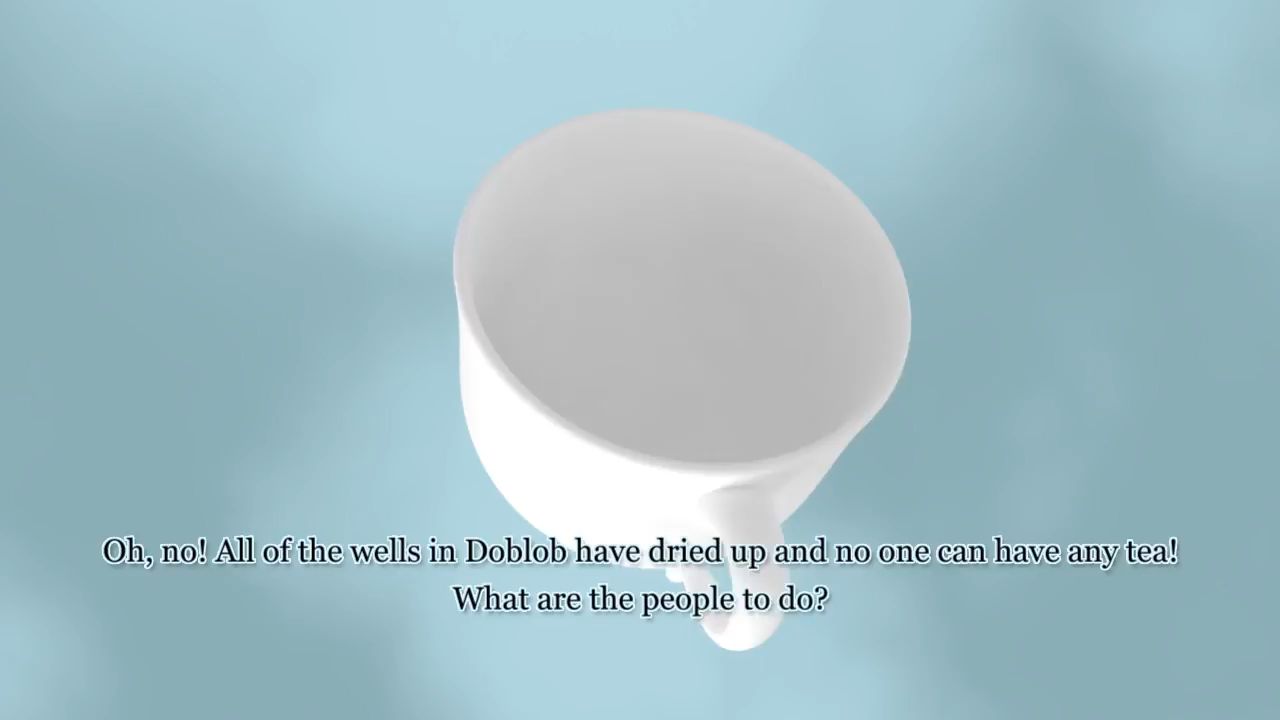 Oh, no! All of the wells in Doblob have dried up and no one can have any tea!
What are the people to do?